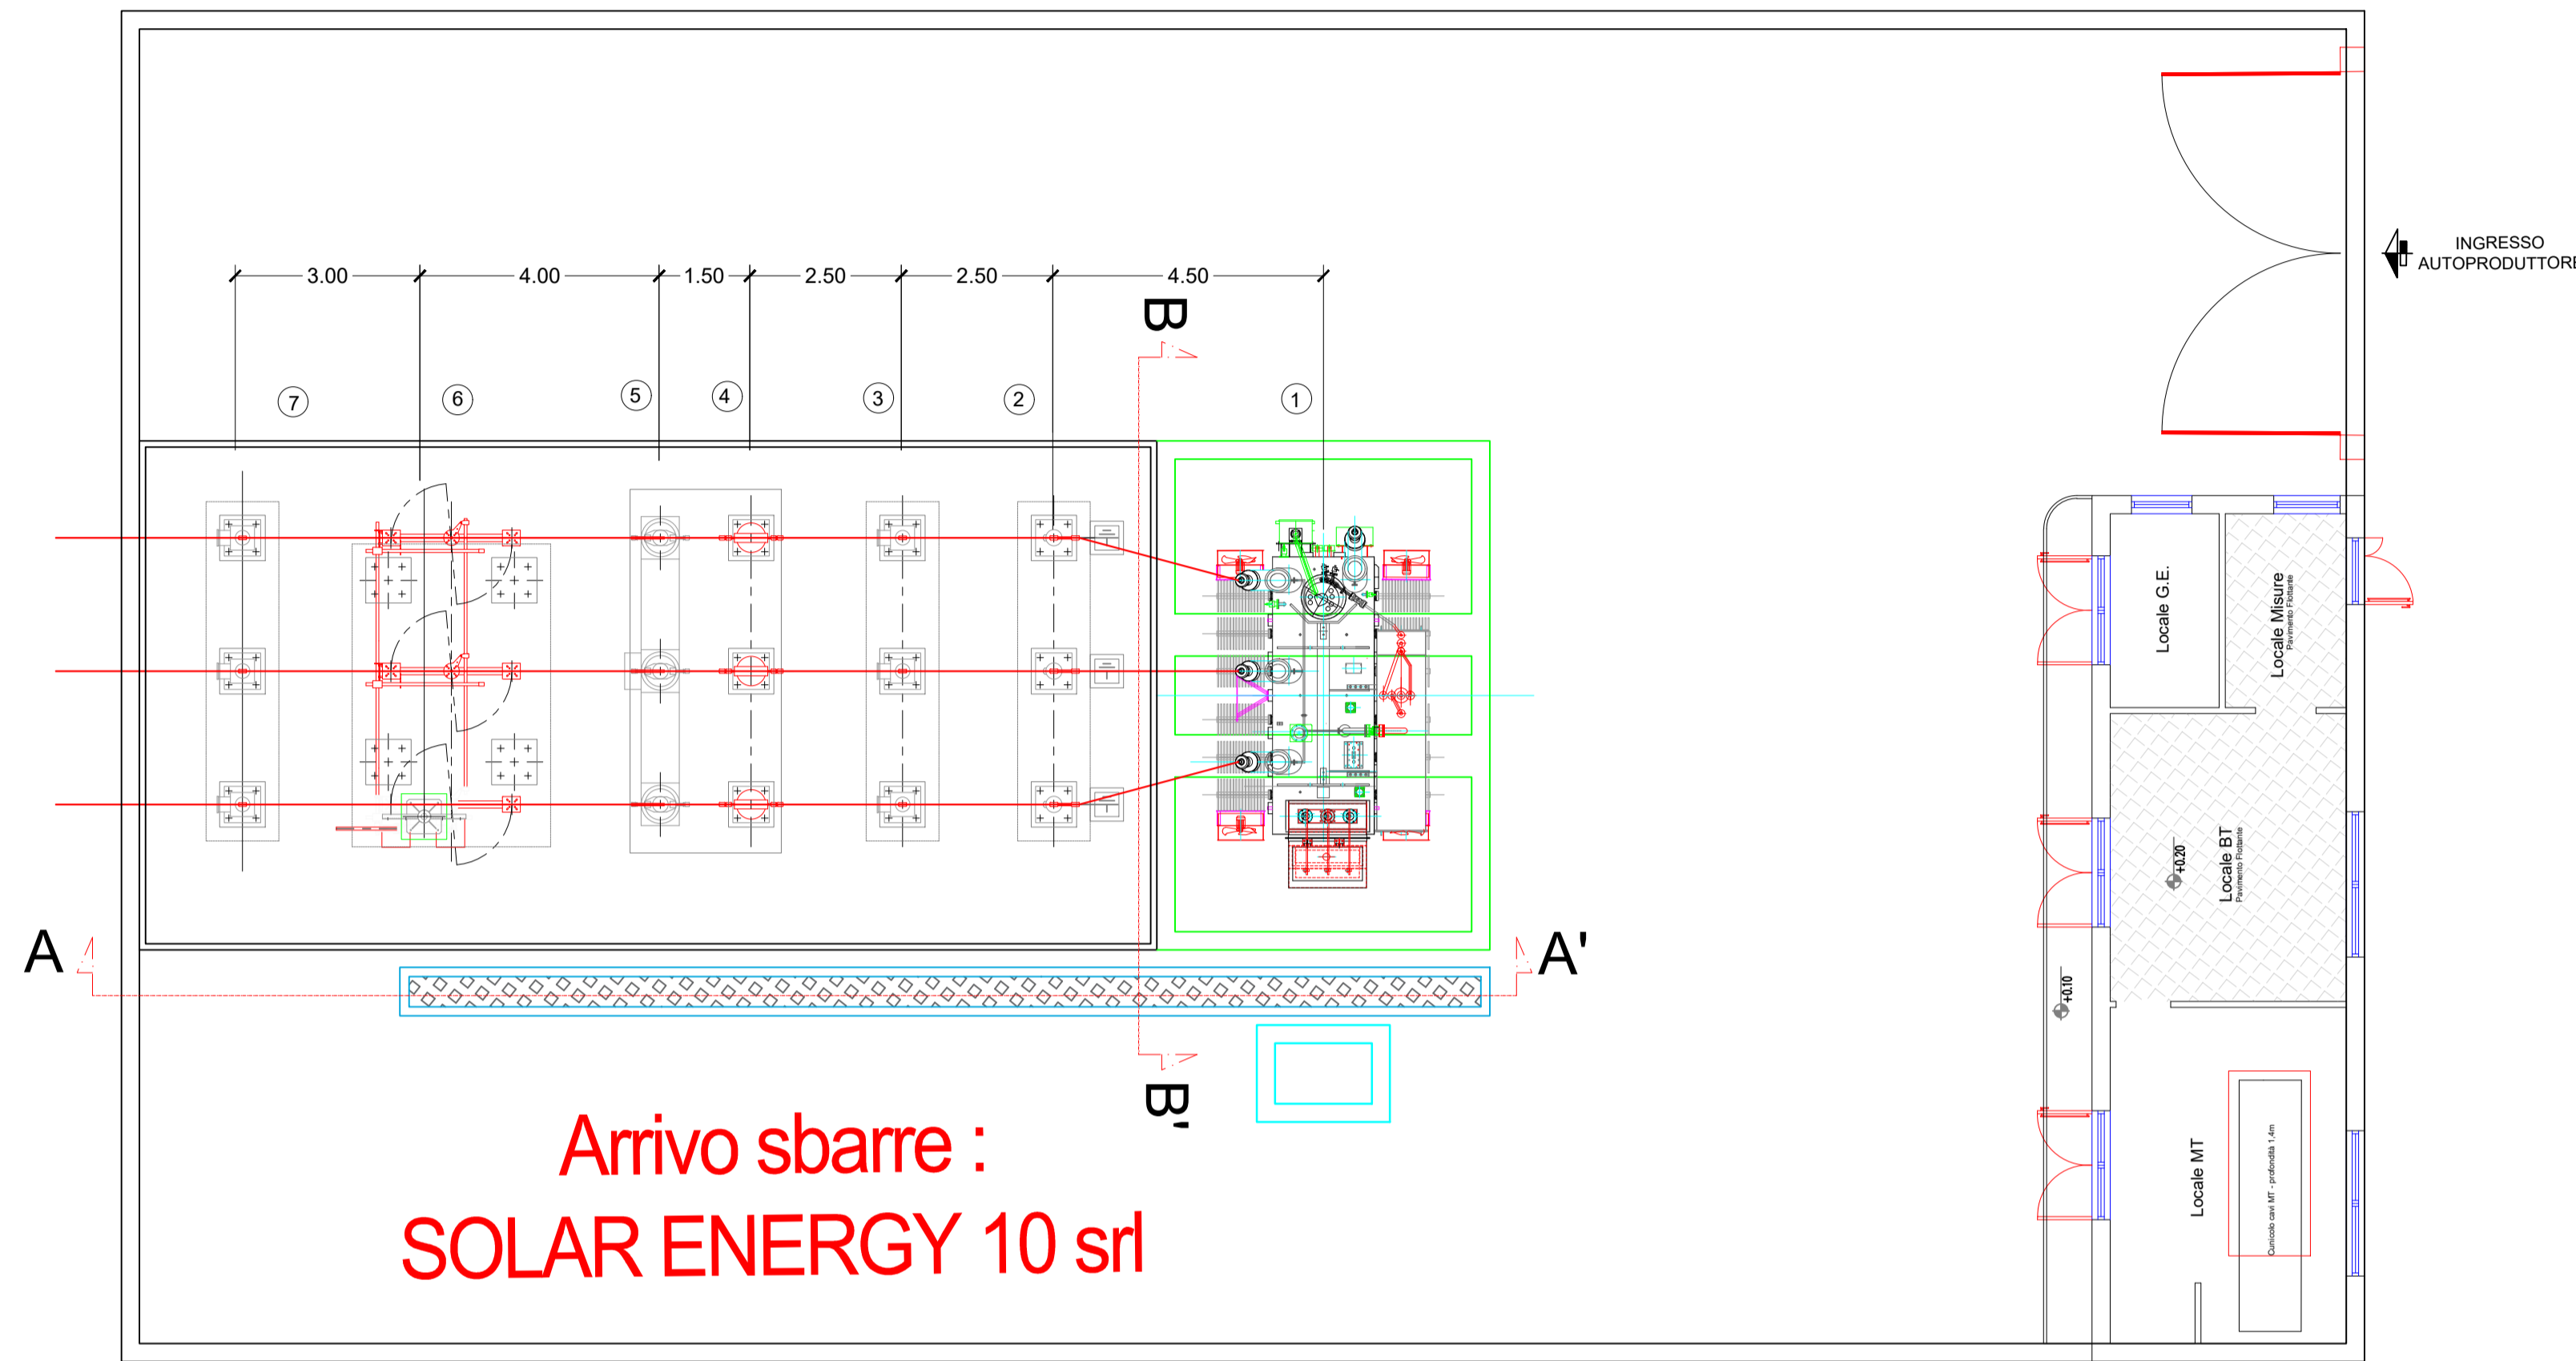 INGRESSO
AUTOPRODUTTORE
3.00 4.00 1.50 2.50 2.50 4.50
B
7 6 5 4 3 2 1
Locale G.E.
Locale Misure
Pavimento Flottante
Locale BT
Pavimento Flottante
+0.20
+0.10
A A'
B'
Arrivo sbarre :
SOLAR ENERGY 10 srl
Locale MT
Cunicolo cavi MT - profondità 1,4m